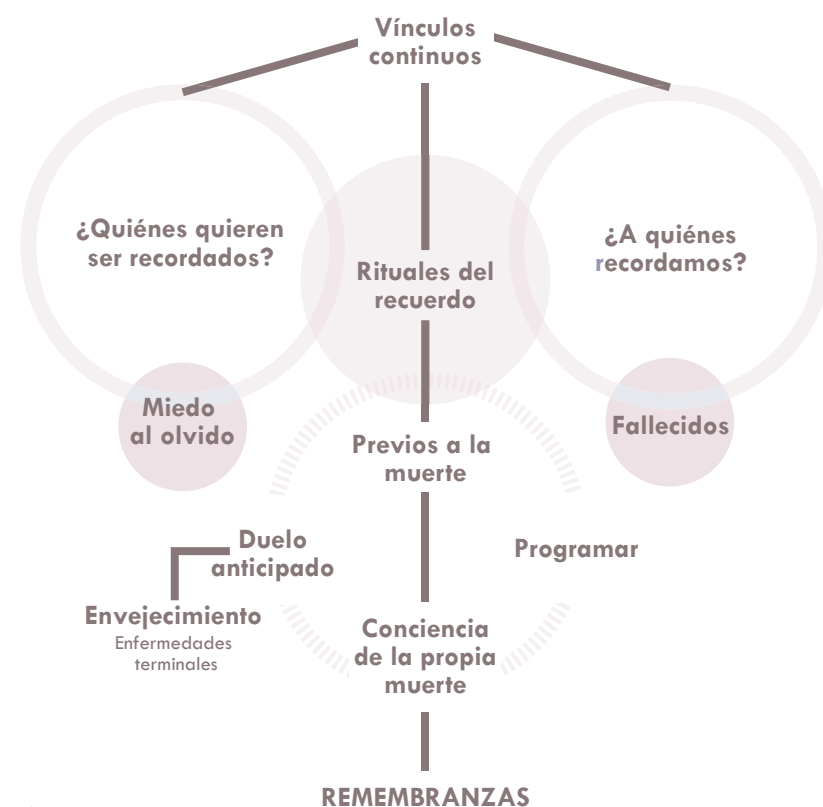 Vínculos
continuos
¿Quiénes quieren
ser recordados?
¿A quiénes
recordamos?
Rituales del
recuerdo
Miedo
al olvido
Fallecidos
Previos a la
muerte
Duelo
anticipado
Programar
Envejecimiento
Enfermedades
terminales
Conciencia
de la propia
muerte
REMEMBRANZAS